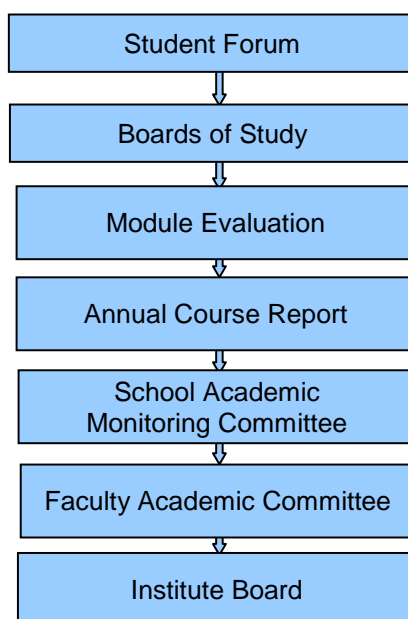 Student Forum
Boards of Study
Module Evaluation
Annual Course Report
School Academic
Monitoring Committee
Faculty Academic Committee
Institute Board